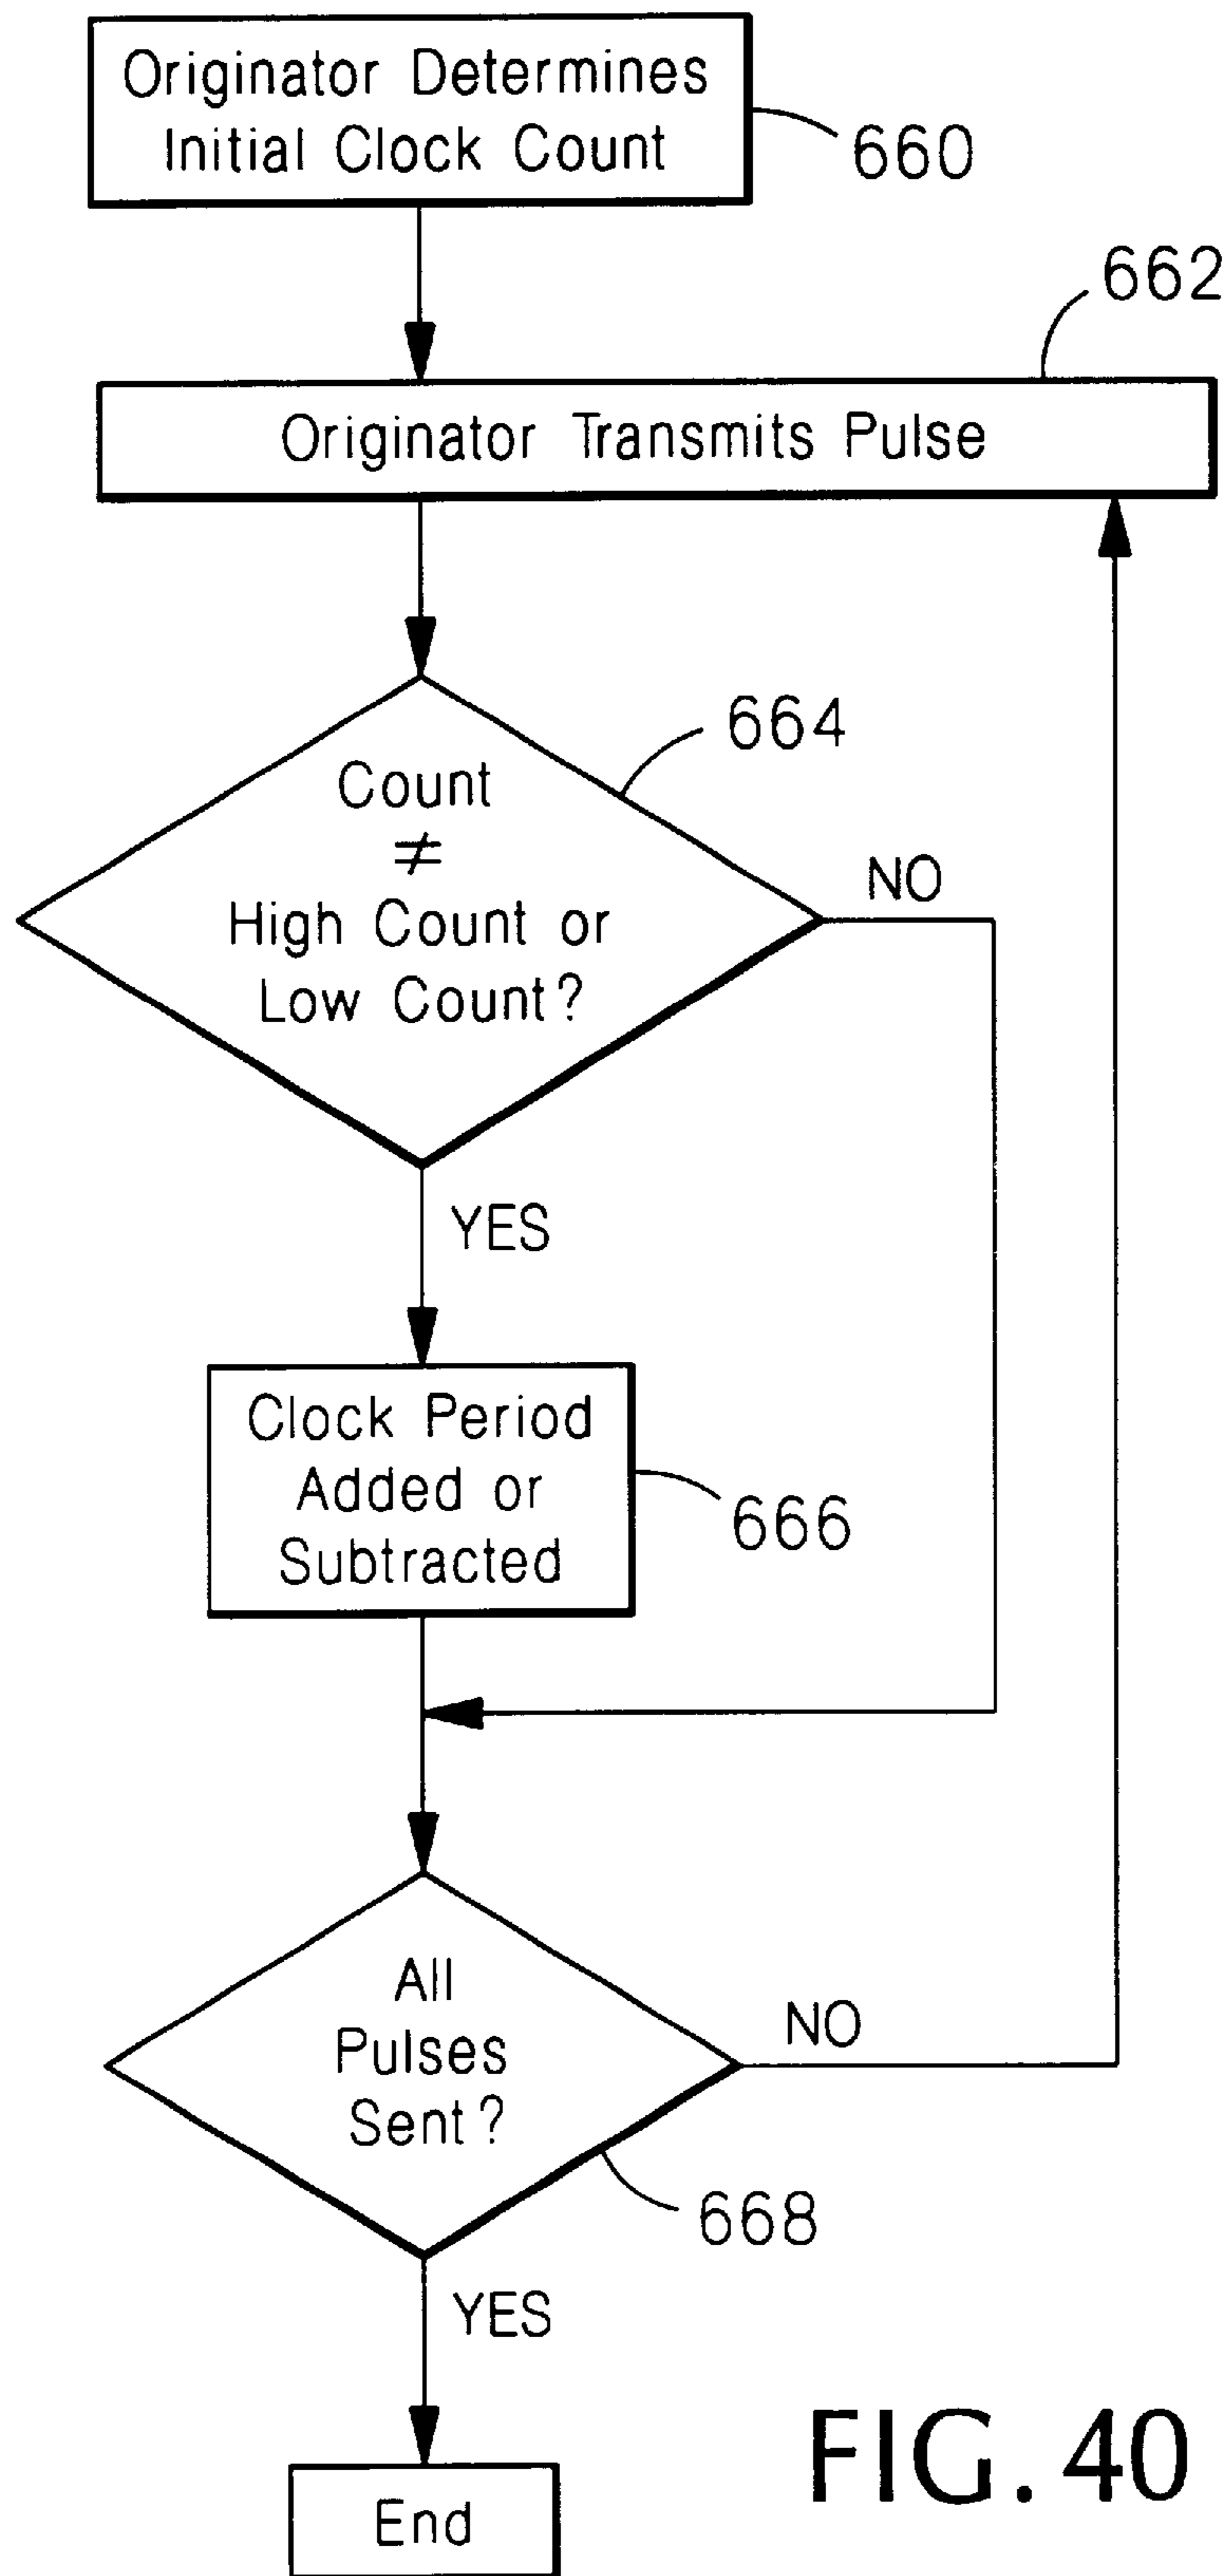 Originator Determines
Initial Clock Count
660
662
Originator Transmits Pulse
664
Count
≠
High Count or
Low Count?
NO
YES
Clock Period
Added or
Subtracted
666
All
Pulses
Sent?
NO
668
YES
End
FIG. 40